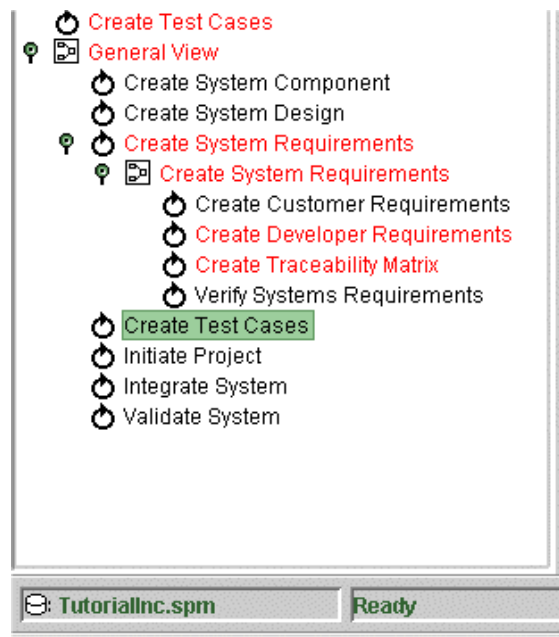 Create Test Cases
General View
Create System Component
Create System Design
Create System Requirements
Create System Requirements
Create Customer Requirements
Create Developer Requirements
Create Traceability Matrix
Verify Systems Requirements
Create Test Cases
Initiate Project
Integrate System
Validate System
: TutorialInc.spm Ready